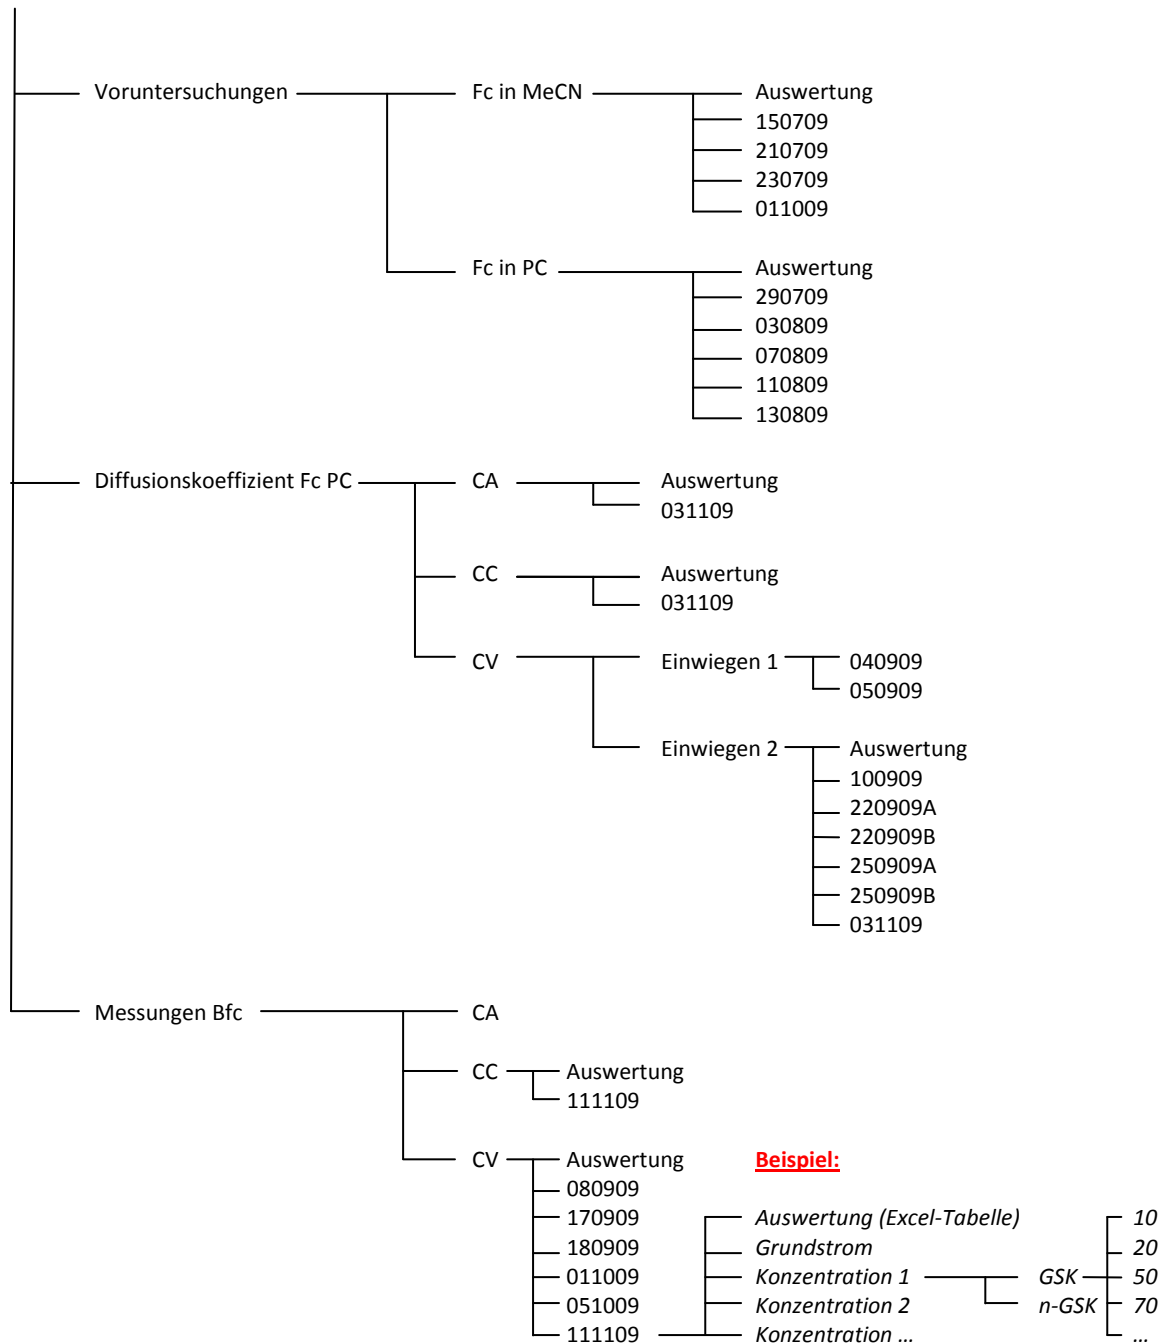 Voruntersuchungen Fc in MeCN Auswertung
150709
210709
230709
011009
Fc in PC Auswertung
290709
030809
070809
110809
130809
Diffusionskoeffizient Fc PC CA Auswertung
031109
CC Auswertung
031109
CV Einwiegen 1 040909
050909
Einwiegen 2 Auswertung
100909
220909A
220909B
250909A
250909B
031109
Messungen Bfc CA
CC Auswertung
111109
CV Auswertung Beispiel:
080909
170909 Auswertung (Excel-Tabelle) 10
180909 Grundstrom 20
011009 Konzentration 1 GSK 50
051009 Konzentration 2 n-GSK 70
111109 Konzentration ... ...